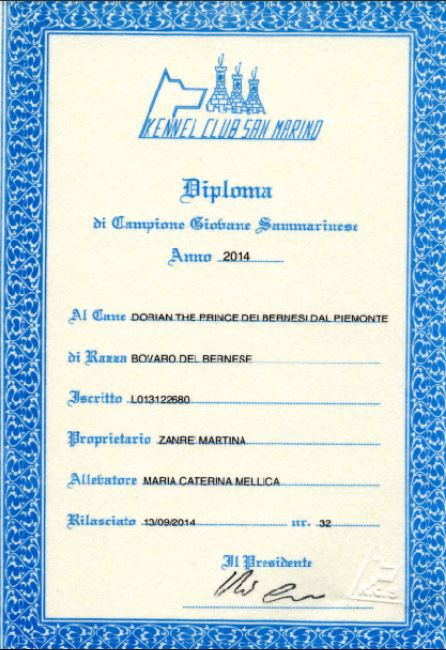 KENNEL CLUB SAN MARINO
Diploma
di Campione Giovane Sammarinese
Anno 2014
Al Cane DORIAN THE PRINCE DEI BERNESI DAL PIEMONTE
di Razza BOVARO DEL BERNESE
Iscritto L013122680
Proprietario ZANRE MARTINA
Allevatore MARIA CATERINA MELLICA
Rilasciato 13/09/2014 nr. 32
Il Presidente
K.C.S